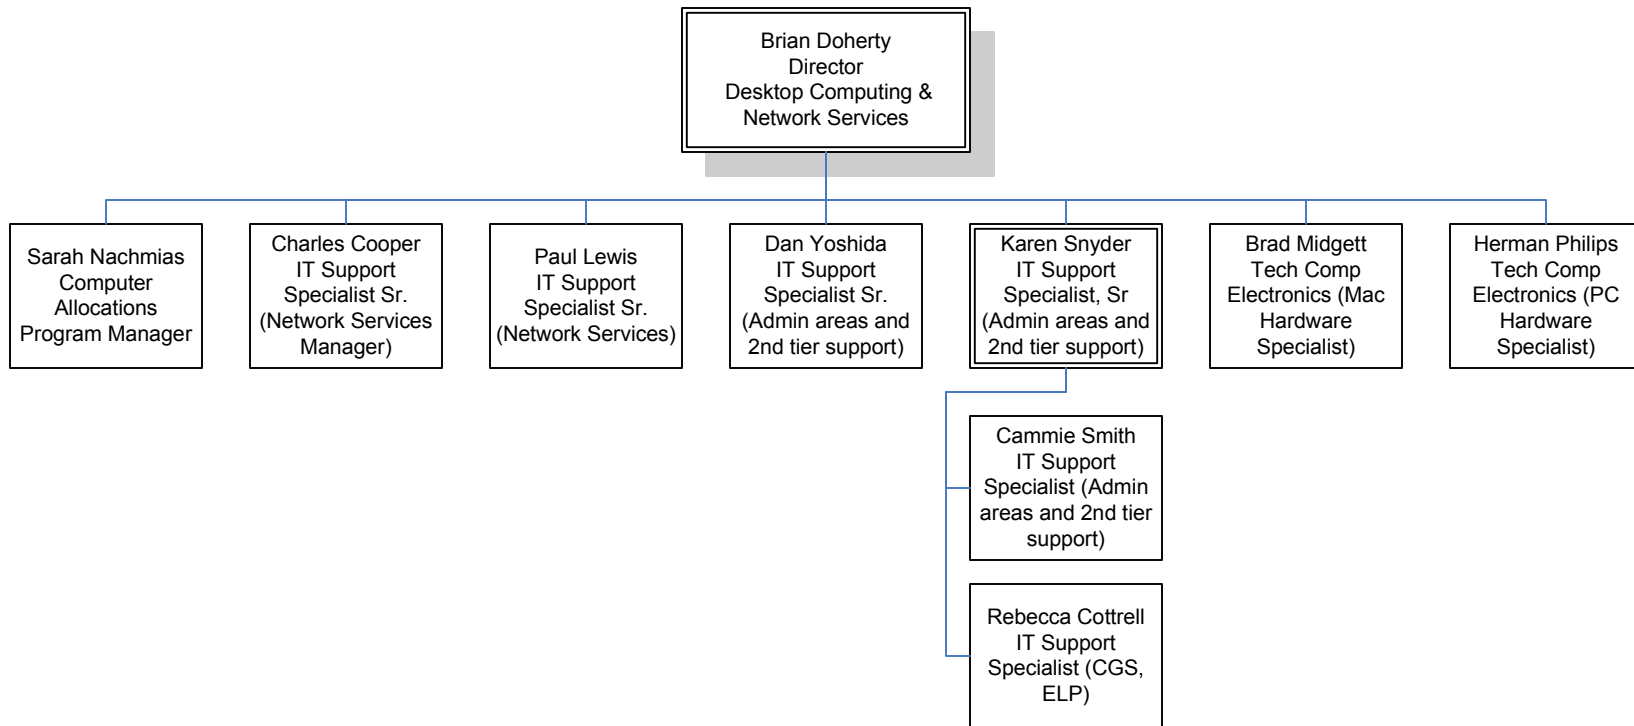 Brian Doherty
Director
Desktop Computing &
Network Services
Sarah Nachmias
Computer
Allocations
Program Manager
Charles Cooper
IT Support
Specialist Sr.
(Network Services
Manager)
Paul Lewis
IT Support
Specialist Sr.
(Network Services)
Dan Yoshida
IT Support
Specialist Sr.
(Admin areas and
2nd tier support)
Karen Snyder
IT Support
Specialist, Sr
(Admin areas and
2nd tier support)
Brad Midgett
Tech Comp
Electronics (Mac
Hardware
Specialist)
Herman Philips
Tech Comp
Electronics (PC
Hardware
Specialist)
Cammie Smith
IT Support
Specialist (Admin
areas and 2nd tier
support)
Rebecca Cottrell
IT Support
Specialist (CGS,
ELP)